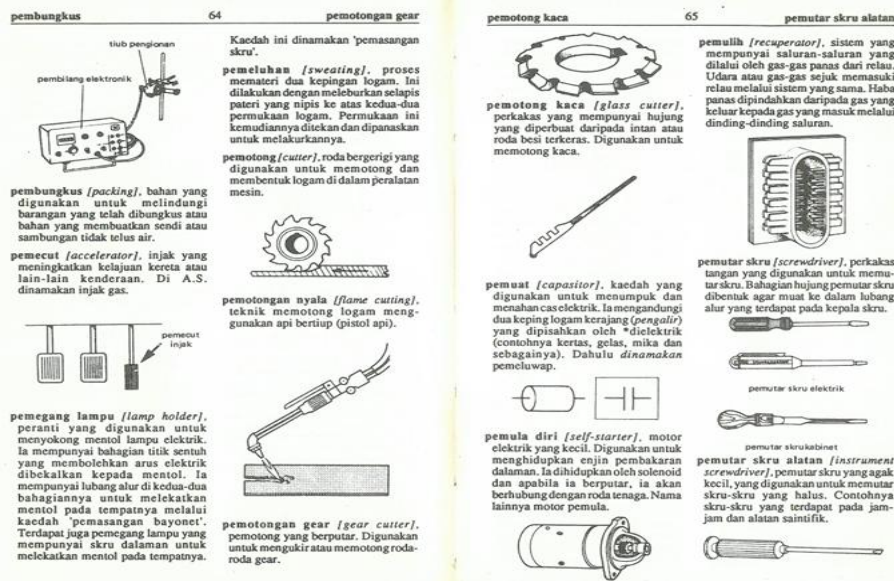 pembungkus 64 pemotongan gear
tiub pengionan
pembilang elektronik
pembungkus [packing], bahan yang
digunakan untuk melindungi
barangan yang telah dibungkus atau
bahan yang membuatkan sendi atau
sambungan tidak telus air.
pemecut [accelerator], injak yang
meningkatkan kelajuan kereta atau
lain-lain kenderaan. Di A.S.
dinamakan injak gas.
pemecut
injak
pemegang lampu [lamp holder],
peranti yang digunakan untuk
menyokong mentol lampu elektrik.
Ia mempunyai bahagian titik sentuh
yang membolehkan arus elektrik
dibekalkan kepada mentol. Ia
mempunyai lubang alur di kedua-dua
bahagiannya untuk melekatkan
mentol pada tempatnya melalui
kaedah 'pemasangan bayonet'.
Terdapat juga pemegang lampu yang
mempunyai skru dalaman untuk
melekatkan mentol pada tempatnya.
Kaedah ini dinamakan 'pemasangan
skru'.
pemeluhan [sweating], proses
memateri dua kepingan logam. Ini
dilakukan dengan meleburkan selapis
pateri yang nipis ke atas kedua-dua
permukaan logam. Permukaan ini
kemudiannya ditekan dan dipanaskan
untuk melakurkannya.
pemotong [cutter], roda bergerigi yang
digunakan untuk memotong dan
membentuk logam di dalam peralatan
mesin.
pemotongan nyala [flame cutting],
teknik memotong logam meng-
gunakan api bertiup (pistol api).
pemotongan gear [gear cutter],
pemotong yang berputar. Digunakan
untuk mengukir atau memotong roda-
roda gear.
pemotong kaca 65 pemutar skru alatan
pemotong kaca [glass cutter],
perkakas yang mempunyai hujung
yang diperbuat daripada intan atau
roda besi terkeras. Digunakan untuk
memotong kaca.
pemuat [capasitor], kaedah yang
digunakan untuk menumpuk dan
menahan cas elektrik. Ia mengandungi
dua keping logam kerajang (pengalir)
yang dipisahkan oleh *dielektrik
(contohnya kertas, gelas, mika dan
sebagainya). Dahulu dinamakan
pemeluwap.
pemula diri [self-starter], motor
elektrik yang kecil. Digunakan untuk
menghidupkan enjin pembakaran
dalaman. Ia dihidupkan oleh solenoid
dan apabila ia berputar, ia akan
berhubung dengan roda tenaga. Nama
lainnya motor pemula.
pemulih [recuperator], sistem yang
mempunyai saluran-saluran yang
dilalui oleh gas-gas panas dari relau.
Udara atau gas-gas sejuk memasuki
relau melalui sistem yang sama. Haba
panas dipindahkan daripada gas yang
keluar kepada gas yang masuk melalui
dinding-dinding saluran.
pemutar skru [screwdriver], perkakas
tangan yang digunakan untuk memu-
tar skru. Bahagian hujung pemutar skru
dibentuk agar muat ke dalam lubang
alur yang terdapat pada kepala skru.
pemutar skru elektrik
pemutar skru kabinet
pemutar skru alatan [instrument
screwdriver], pemutar skru yang agak
kecil, yang digunakan untuk memutar
skru-skru yang halus. Contohnya
skru-skru yang terdapat pada jam-
jam dan alatan saintifik.